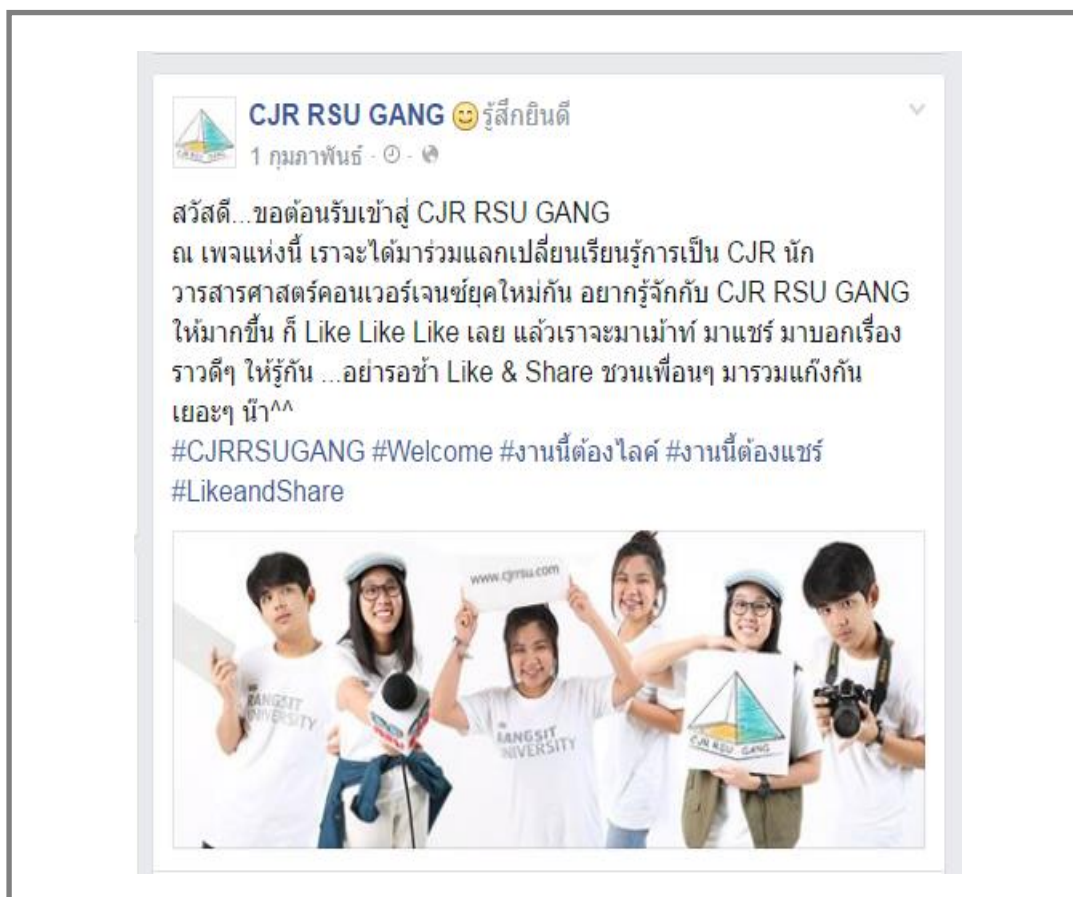 CJR RSU GANG รู้สึกยินดี
1 กุมภาพันธ์
สวัสดี...ขอต้อนรับเข้าสู่ CJR RSU GANG
ณ เพจแห่งนี้ เราจะได้มาร่วมแลกเปลี่ยนเรียนรู้การเป็น CJR นัก
วารสารศาสตร์คอนเวอร์เจนซ์ยุคใหม่กัน อยากรู้จักกับ CJR RSU GANG
ให้มากขึ้น ก็ Like Like Like เลย แล้วเราจะมาเม้าท์ มาแชร์ มาบอกเรื่อง
ราวดีๆ ให้รู้กัน ...อย่ารอช้า Like & Share ชวนเพื่อนๆ มารวมแก๊งกัน
เยอะๆ น๊า^^
#CJRRSUGANG #Welcome #งานนี้ต้องไลค์ #งานนี้ต้องแชร์
#LikeandShare
www.cjrrsu.com
RANGSIT
UNIVERSITY
RANGSIT
UNIVERSITY
CJR RSU GANG